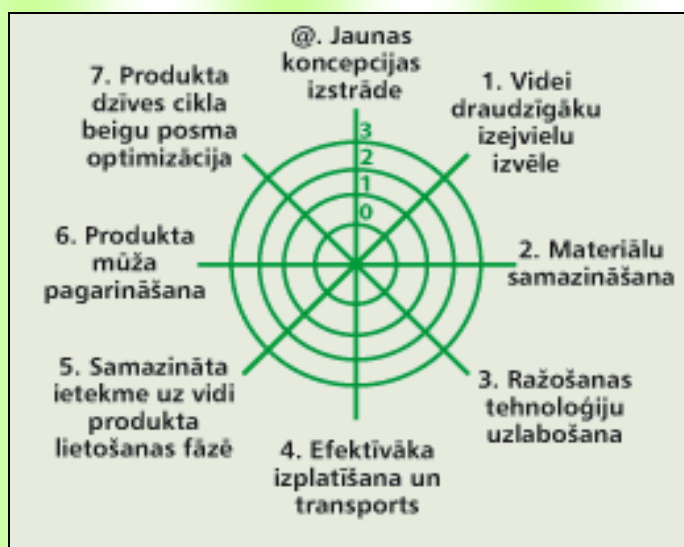 @. Jaunas
koncepcijas
izstrāde
1. Videi
draudzīgāku
izejvielu
izvēle
2. Materiālu
samazināšana
3. Ražošanas
tehnoloģiju
uzlabošana
4. Efektīvāka
izplatīšana un
transports
5. Samazināta
ietekme uz vidi
produkta
lietošanas fāzē
6. Produkta
mūža
pagarināšana
7. Produkta
dzīves cikla
beigu posma
optimizācija
3
2
1
0